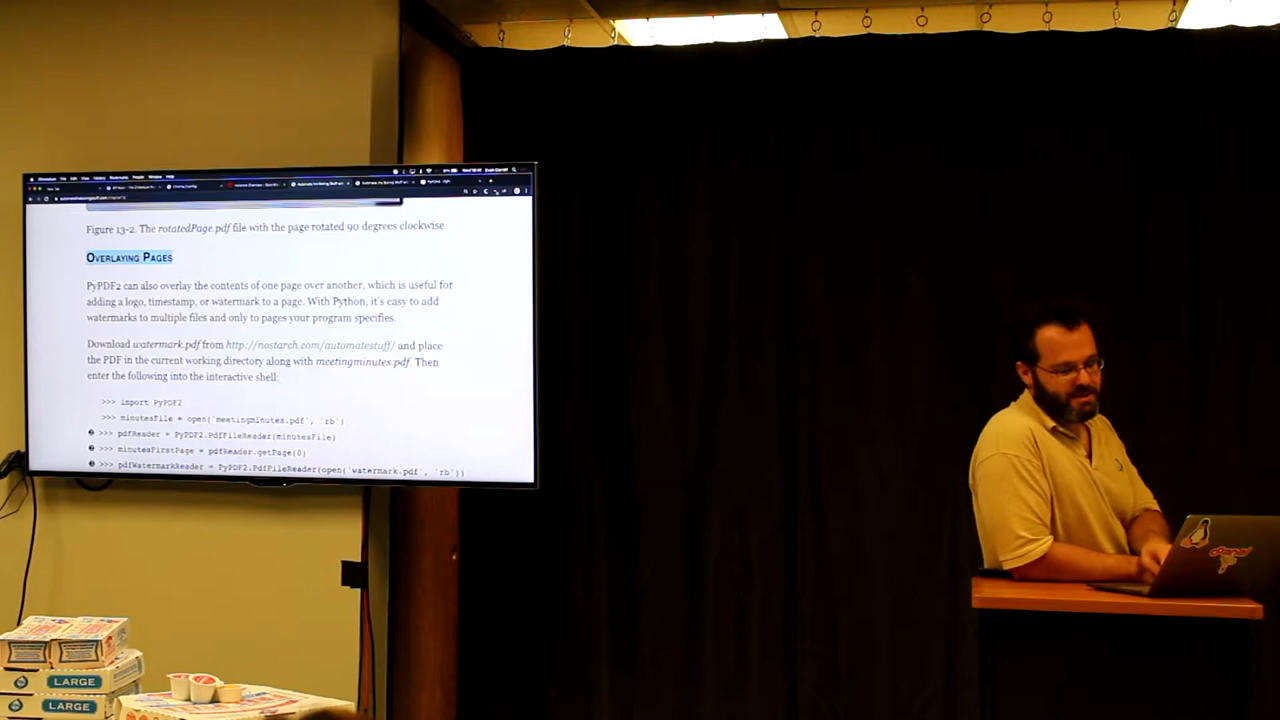 Figure 13-2. The rotatedPage.pdf file with the page rotated 90 degrees clockwise
OVERLAYING PAGES
PyPDF2 can also overlay the contents of one page over another, which is useful for
adding a logo, timestamp, or watermark to a page. With Python, it's easy to add
watermarks to multiple files and only to pages your program specifies.
Download watermark.pdf from http://nostarch.com/automatestuff/ and place
the PDF in the current working directory along with meetingminutes.pdf. Then
enter the following into the interactive shell:
>>> import PyPDF2
>>> minutesFile = open('meetingminutes.pdf', 'rb')
>>> pdfReader = PyPDF2.PdfFileReader(minutesFile)
>>> minutesFirstPage = pdfReader.getPage(0)
>>> pdfWatermarkReader = PyPDF2.PdfFileReader(open('watermark.pdf', 'rb'))
LARGE
LARGE